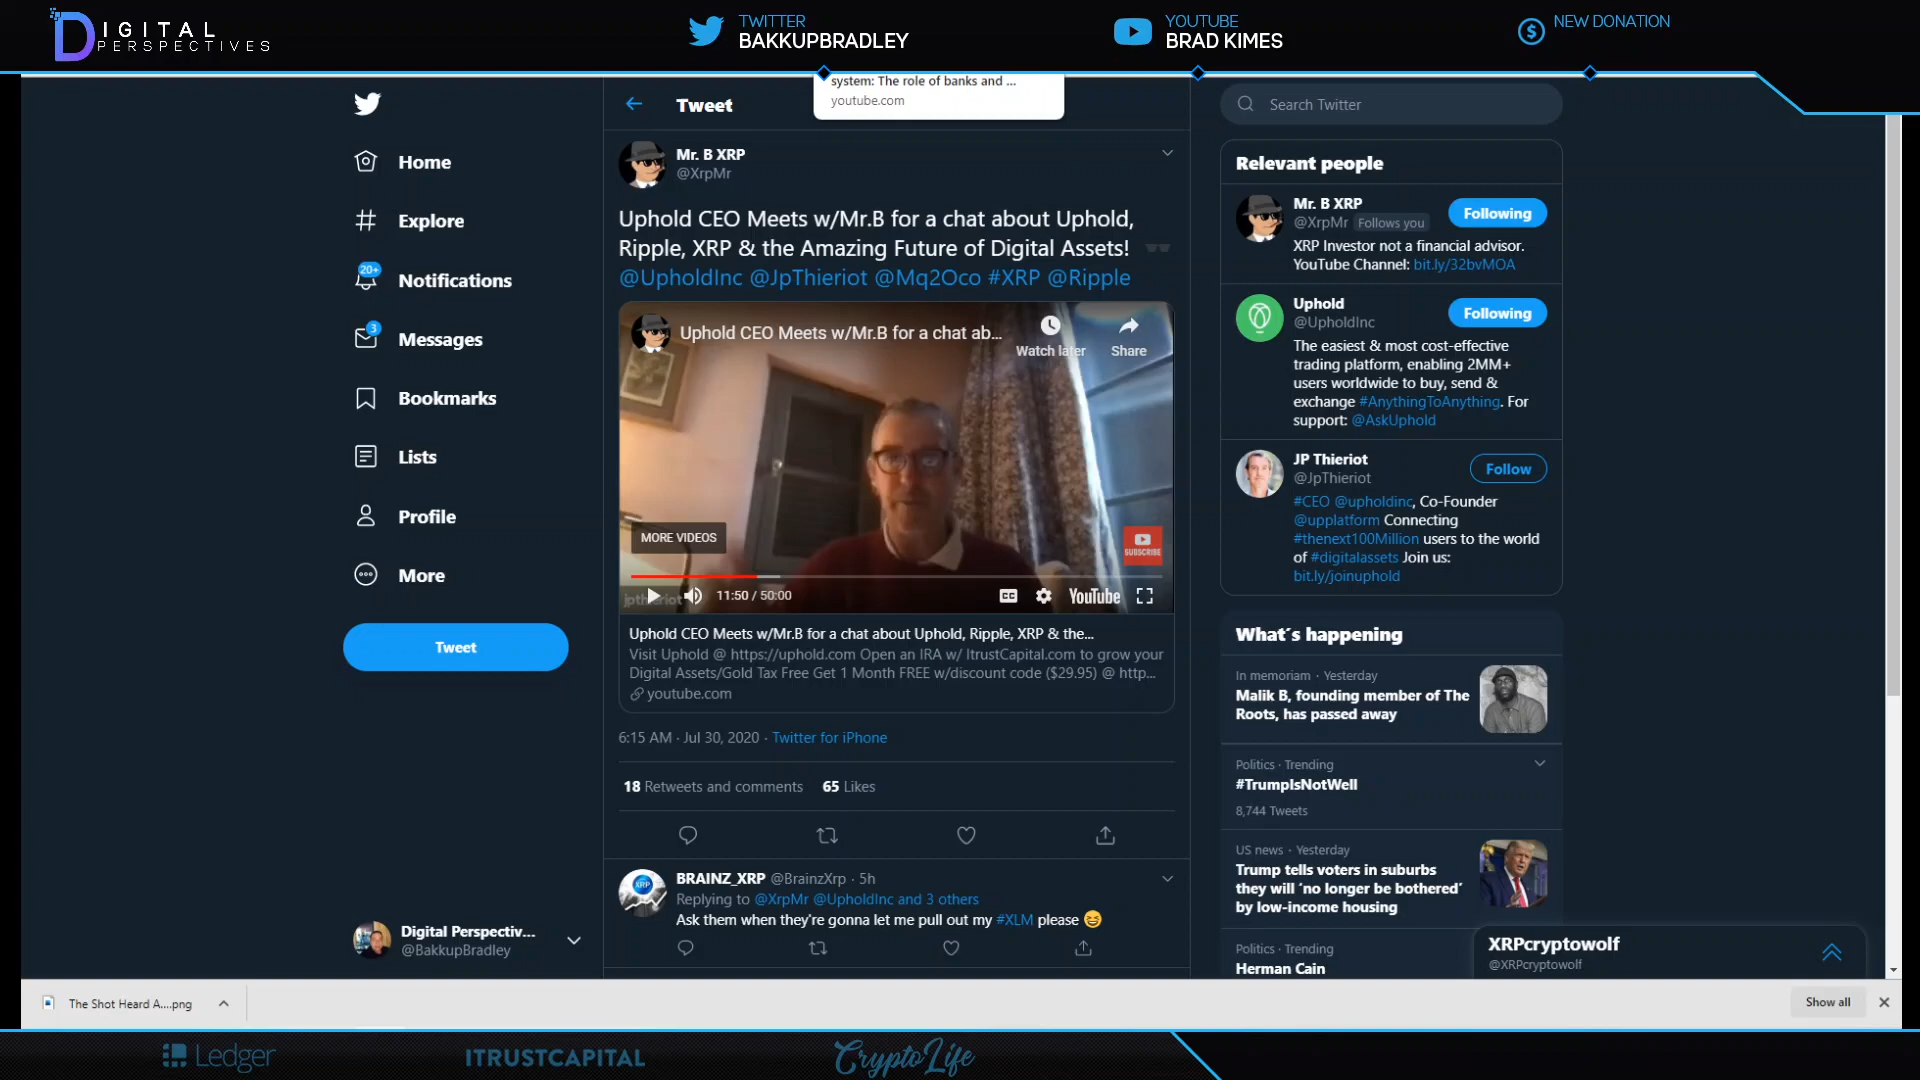 DIGITAL
PERSPECTIVES
TWITTER
BAKKUPBRADLEY
YOUTUBE
BRAD KIMES
NEW DONATION
system: The role of banks and ...
youtube.com
Tweet
Search Twitter
Home
Explore
20+
Notifications
3
Messages
Bookmarks
Lists
Profile
More
Tweet
Digital Perspectiv...
@BakkupBradley
Mr. B XRP
@XrpMr
Uphold CEO Meets w/Mr.B for a chat about Uphold,
Ripple, XRP & the Amazing Future of Digital Assets!
@UpholdInc @JpThieriot @Mq2Oco #XRP @Ripple
Uphold CEO Meets w/Mr.B for a chat ab...
Watch later
Share
MORE VIDEOS
SUBSCRIBE
jpthieriot
11:50 / 50:00
CC
YouTube
Uphold CEO Meets w/Mr.B for a chat about Uphold, Ripple, XRP & the...
Visit Uphold @ https://uphold.com Open an IRA w/ ItrustCapital.com to grow your
Digital Assets/Gold Tax Free Get 1 Month FREE w/discount code ($29.95) @ http...
youtube.com
6:15 AM · Jul 30, 2020 · Twitter for iPhone
18 Retweets and comments 65 Likes
XRP
BRAINZ_XRP @BrainzXrp · 5h
Replying to @XrpMr @UpholdInc and 3 others
Ask them when they're gonna let me pull out my #XLM please 😆
Relevant people
Mr. B XRP
@XrpMr Follows you
Following
XRP Investor not a financial advisor.
YouTube Channel: bit.ly/32bvMOA
Uphold
@UpholdInc
Following
The easiest & most cost-effective
trading platform, enabling 2MM+
users worldwide to buy, send &
exchange #AnythingToAnything. For
support: @AskUphold
JP Thieriot
@JpThieriot
Follow
#CEO @upholdinc, Co-Founder
@upplatform Connecting
#thenext100Million users to the world
of #digitalassets Join us:
bit.ly/joinuphold
What's happening
In memoriam · Yesterday
Malik B, founding member of The
Roots, has passed away
Politics · Trending
#TrumpIsNotWell
8,744 Tweets
US news · Yesterday
Trump tells voters in suburbs
they will 'no longer be bothered'
by low-income housing
Politics · Trending
Herman Cain
XRPcryptowolf
@XRPcryptowolf
The Shot Heard A....png
Show all
Ledger
ITRUSTCAPITAL
CryptoLife